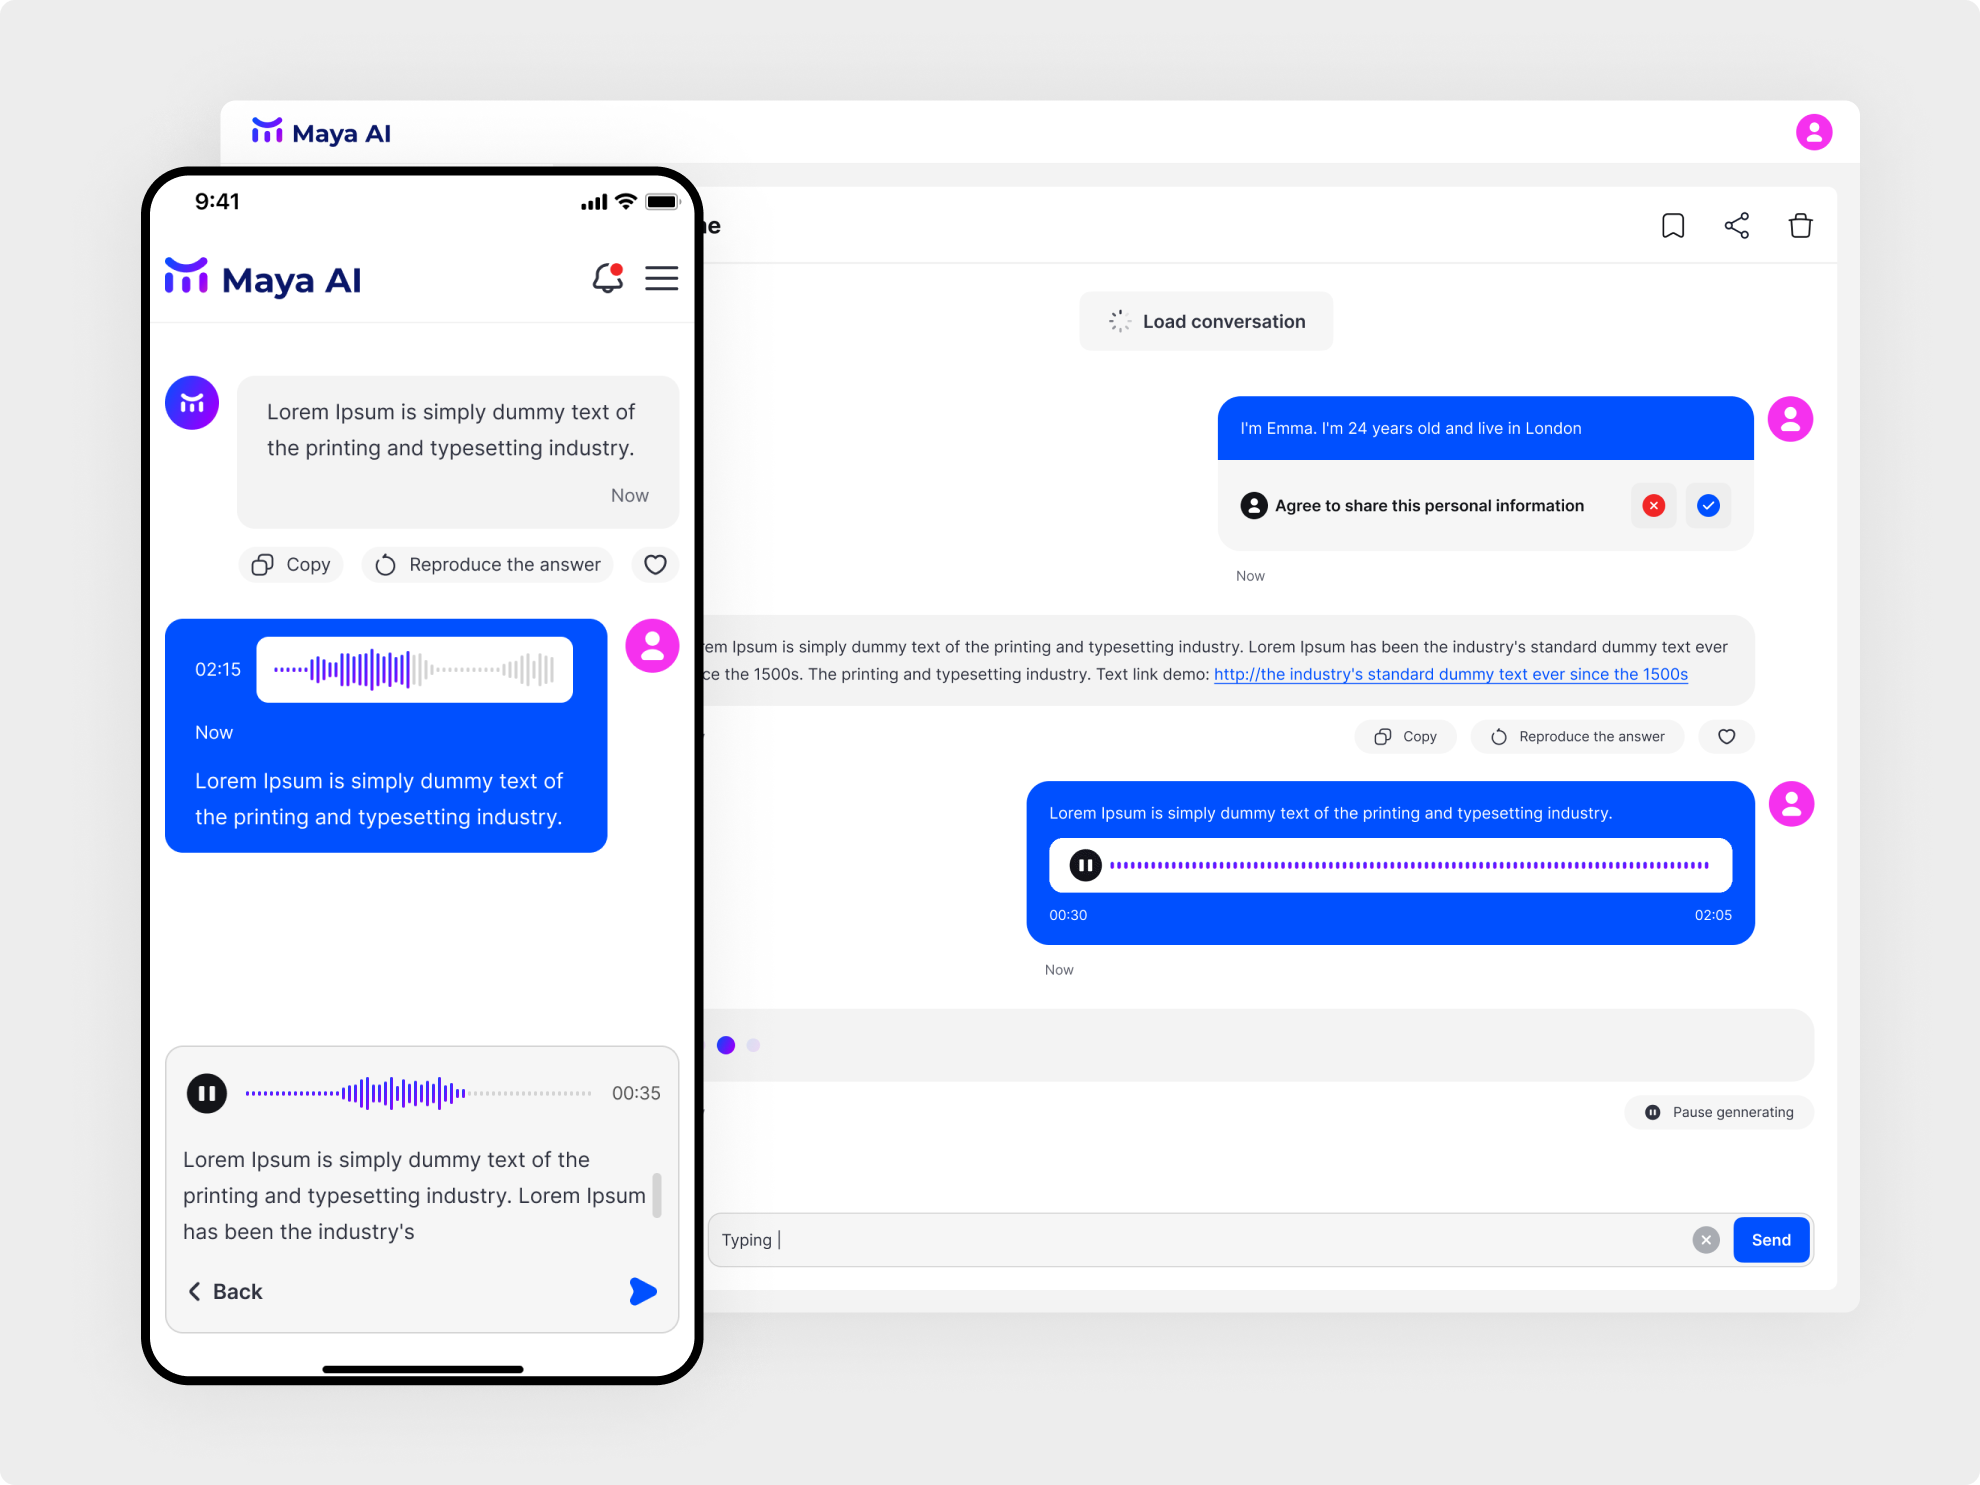 Maya AI
9:41
Maya AI
Lorem Ipsum is simply dummy text of
the printing and typesetting industry.
Now
Copy
Reproduce the answer
02:15
Now
Lorem Ipsum is simply dummy text of
the printing and typesetting industry.
00:35
Lorem Ipsum is simply dummy text of the
printing and typesetting industry. Lorem Ipsum
has been the industry's
Back
Load conversation
I'm Emma. I'm 24 years old and live in London
Agree to share this personal information
Now
Ipsum is simply dummy text of the printing and typesetting industry. Lorem Ipsum has been the industry's standard dummy text ever
the 1500s. The printing and typesetting industry. Text link demo: http://the industry's standard dummy text ever since the 1500s
Copy
Reproduce the answer
Lorem Ipsum is simply dummy text of the printing and typesetting industry.
00:30
02:05
Now
Pause gennerating
Typing
Send